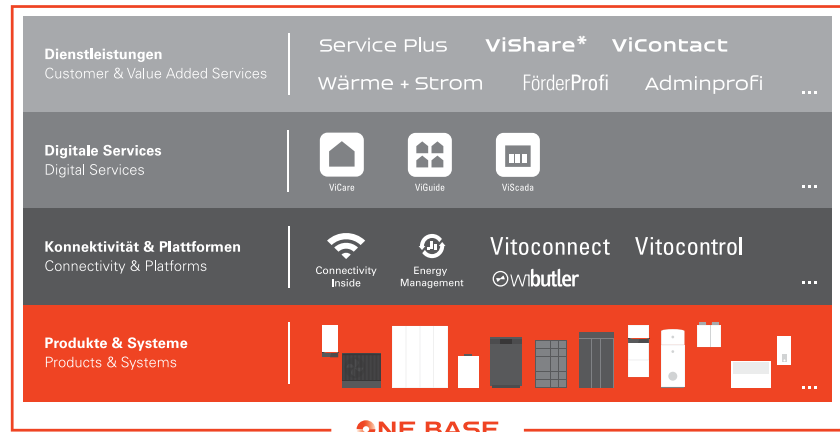 Dienstleistungen
Customer & Value Added Services
Service Plus ViShare* ViContact
Wärme + Strom FörderProfi Adminprofi ...
Digitale Services
Digital Services
ViCare ViGuide ViScada
...
Konnektivität & Plattformen
Connectivity & Platforms
Connectivity Inside
Energy Management
Vitoconnect Vitocontrol
wibutler
...
Produkte & Systeme
Products & Systems
...
ONE BASE